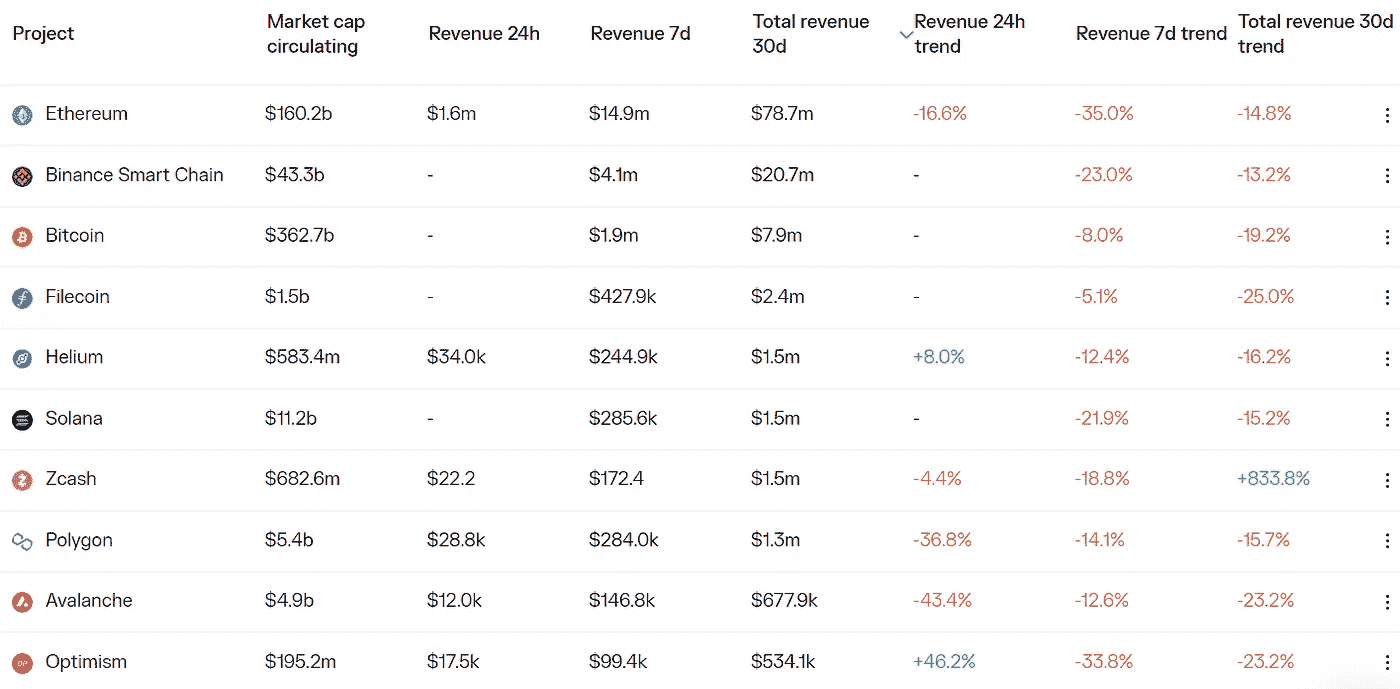 Project Market cap circulating Revenue 24h Revenue 7d Total revenue 30d Revenue 24h trend Revenue 7d trend Total revenue 30d trend
Ethereum $160.2b $1.6m $14.9m $78.7m -16.6% -35.0% -14.8%
Binance Smart Chain $43.3b - $4.1m $20.7m - -23.0% -13.2%
Bitcoin $362.7b - $1.9m $7.9m - -8.0% -19.2%
Filecoin $1.5b - $427.9k $2.4m - -5.1% -25.0%
Helium $583.4m $34.0k $244.9k $1.5m +8.0% -12.4% -16.2%
Solana $11.2b - $285.6k $1.5m - -21.9% -15.2%
Zcash $682.6m $22.2 $172.4 $1.5m -4.4% -18.8% +833.8%
Polygon $5.4b $28.8k $284.0k $1.3m -36.8% -14.1% -15.7%
Avalanche $4.9b $12.0k $146.8k $677.9k -43.4% -12.6% -23.2%
OP Optimism $195.2m $17.5k $99.4k $534.1k +46.2% -33.8% -23.2%